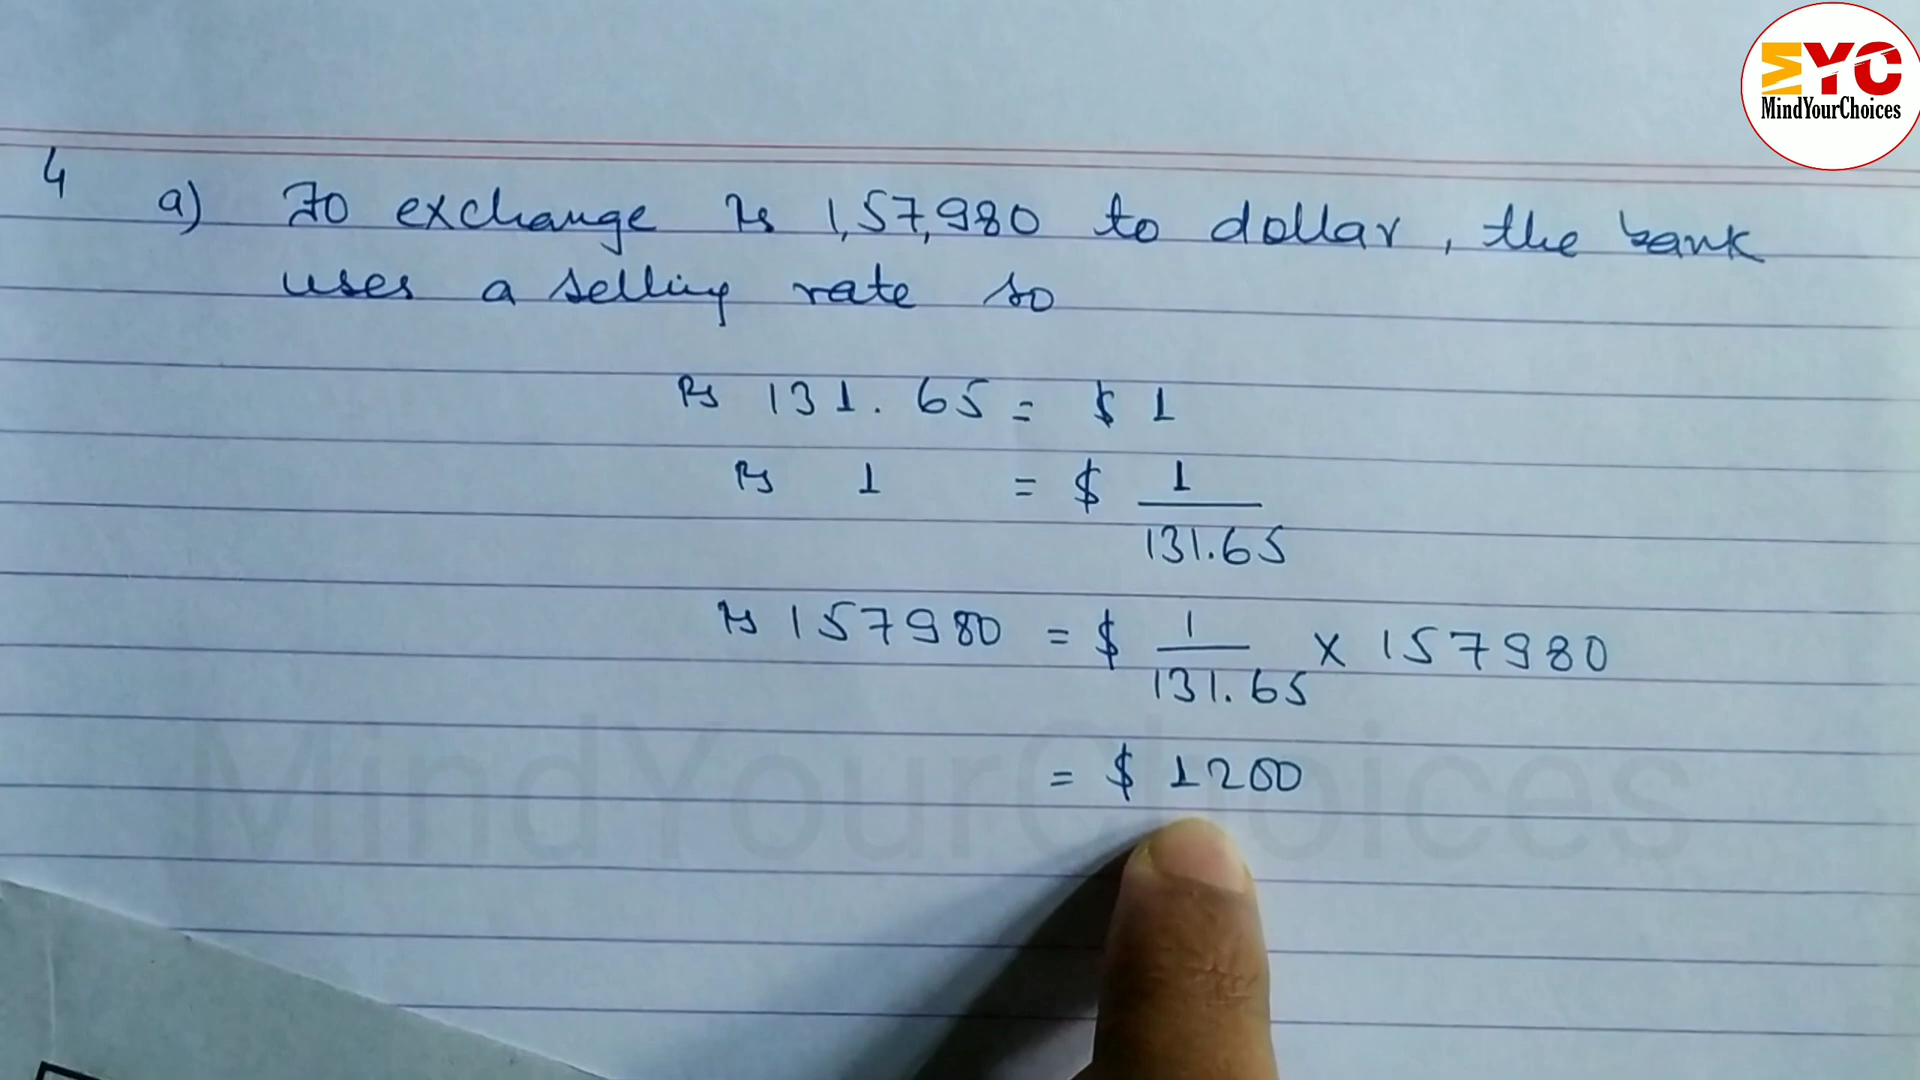 MYC
MindYourChoices
4 a) To exchange Rs 1,57,980 to dollar, the bank
uses a selling rate so
Rs 131.65 = $ 1
Rs 1 = $ 1/131.65
Rs 157980 = $ 1/131.65 × 157980
= $ 1200
MindYourChoices